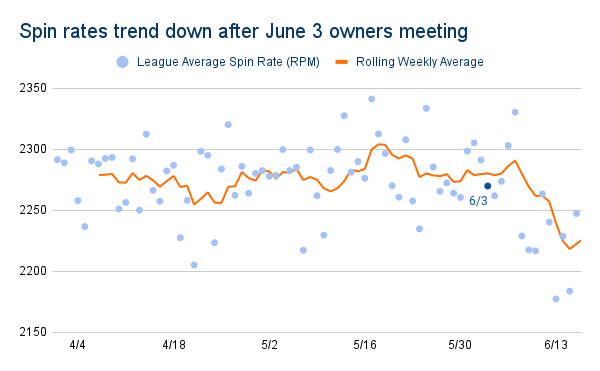 Spin rates trend down after June 3 owners meeting
League Average Spin Rate (RPM) Rolling Weekly Average
2350
2300
2250
2200
2150
6/3
4/4 4/18 5/2 5/16 5/30 6/13